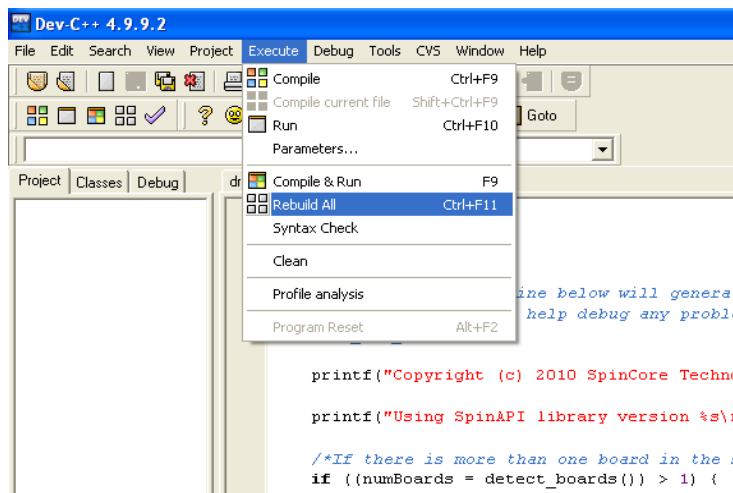 Dev-C++ 4.9.9.2
File Edit Search View Project Execute Debug Tools CVS Window Help
Compile Ctrl+F9
Compile current file Shift+Ctrl+F9
Run Ctrl+F10
Goto
Parameters...
Project Classes Debug
Compile & Run F9
Rebuild All Ctrl+F11
Syntax Check
Clean
Profile analysis
Program Reset Alt+F2
below will genera
help debug any proble
printf("Copyright (c) 2010 SpinCore Techno
printf("Using SpinAPI library version %s\
/*If there is more than one board in the
if ((numBoards = detect_boards()) > 1) {